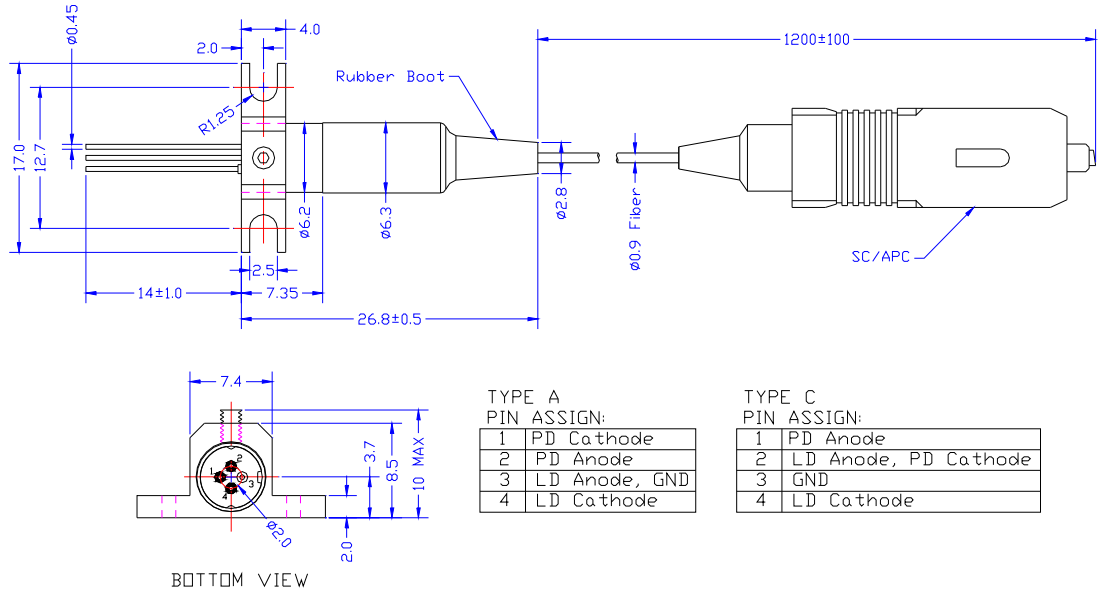 Ø0.45
4.0
2.0
1200±100
Rubber Boot
R1.25
17.0
12.7
Ø6.2
Ø6.3
Ø2.8
Ø0.9 Fiber
SC/APC
2.5
14±1.0
7.35
26.8±0.5
7.4
1
2
3
4
3.7
8.5
10 MAX
Ø2.0
2.0
BOTTOM VIEW
TYPE A
PIN ASSIGN:
1 PD Cathode
2 PD Anode
3 LD Anode, GND
4 LD Cathode
TYPE C
PIN ASSIGN:
1 PD Anode
2 LD Anode, PD Cathode
3 GND
4 LD Cathode